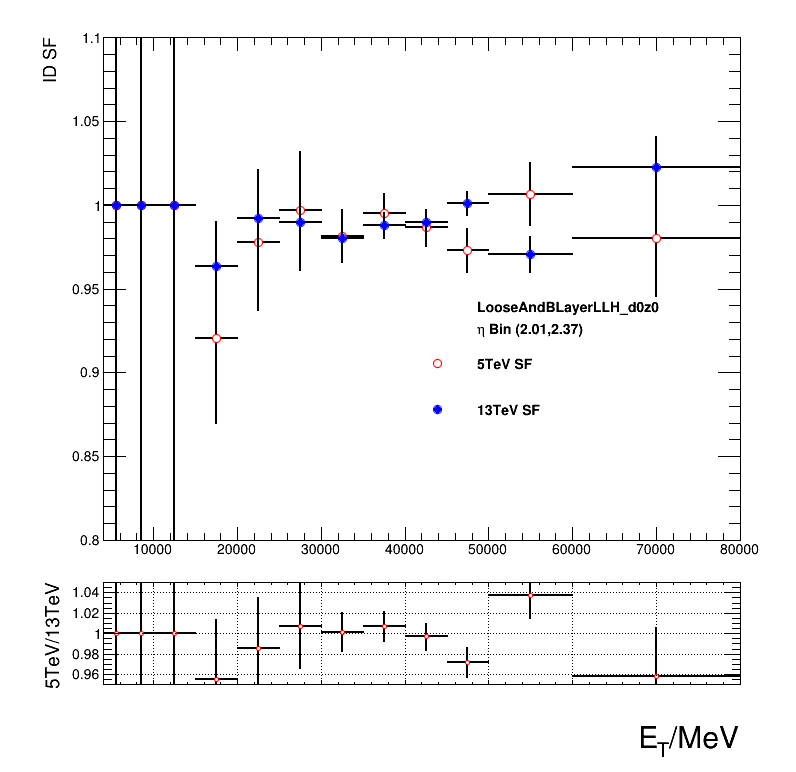 ID SF
1.1
1.05
1
0.95
0.9
0.85
0.8
LooseAndBLayerLLH_d0z0
η Bin (2.01,2.37)
5TeV SF
13TeV SF
10000 20000 30000 40000 50000 60000 70000 80000
5TeV/13TeV
1.04
1.02
1
0.98
0.96
E_T/MeV